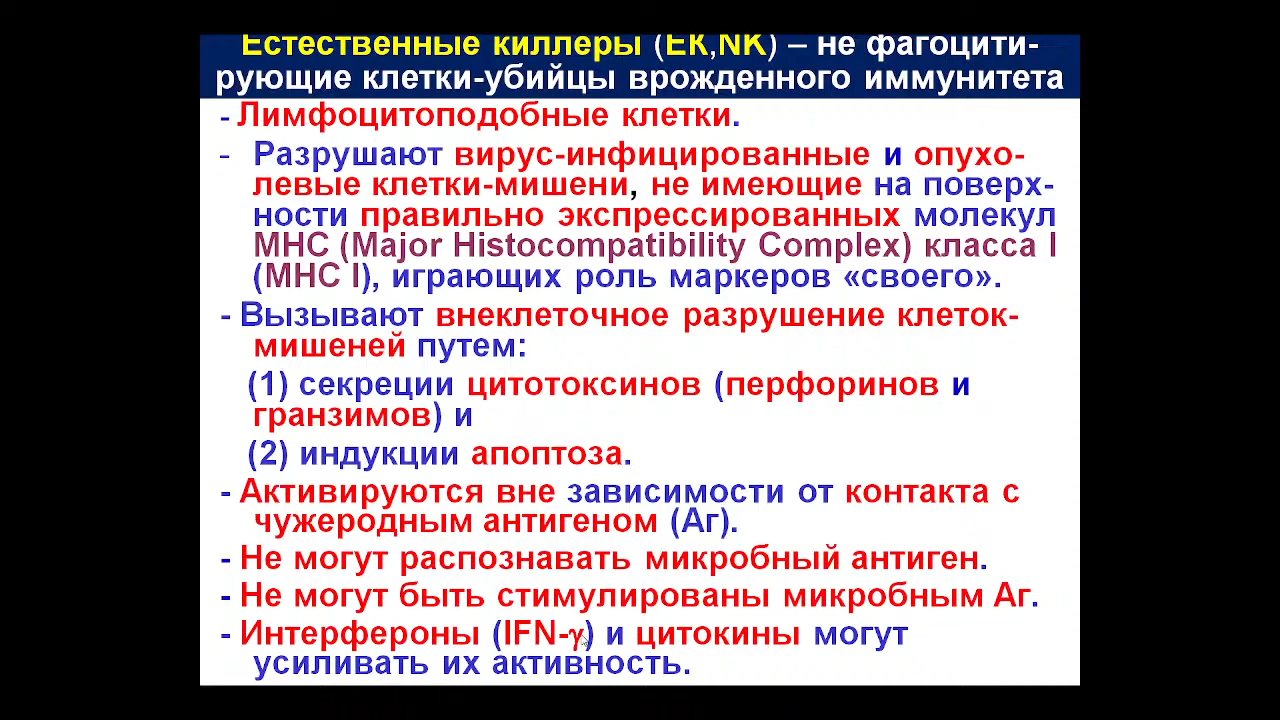 Естественные киллеры (ЕК,NK) – не фагоцити-
рующие клетки-убийцы врожденного иммунитета
- Лимфоцитоподобные клетки.
- Разрушают вирус-инфицированные и опухо-
левые клетки-мишени, не имеющие на поверх-
ности правильно экспрессированных молекул
MHC (Major Histocompatibility Complex) класса I
(MHC I), играющих роль маркеров «своего».
- Вызывают внеклеточное разрушение клеток-
мишеней путем:
(1) секреции цитотоксинов (перфоринов и
гранзимов) и
(2) индукции апоптоза.
- Активируются вне зависимости от контакта с
чужеродным антигеном (Аг).
- Не могут распознавать микробный антиген.
- Не могут быть стимулированы микробным Аг.
- Интерфероны (IFN-γ) и цитокины могут
усиливать их активность.